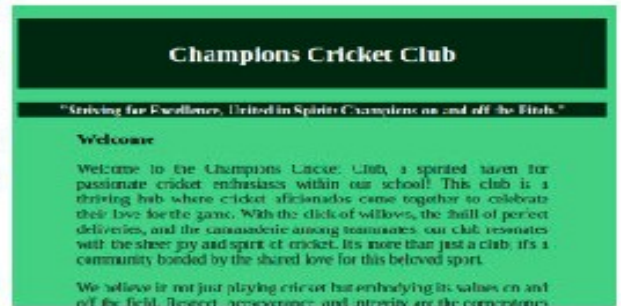 Champions Cricket Club
"Striving for Excellence, United in Spirit: Champions on and off the Pitch."
Welcome
Welcome to the Champions Cricket Club, a spirited haven for
passionate cricket enthusiasts within our school! This club is a
thriving hub where cricket aficionados come together to celebrate
their love for the game. With the click of willows, the thrill of perfect
deliveries, and the camaraderie among teammates, our club resonates
with the sheer joy and spirit of cricket. It's more than just a club; it's a
community bonded by the shared love for this beloved sport.
We believe in not just playing cricket but embodying its values on and
off the field. Respect, perseverance, and integrity are the cornerstones